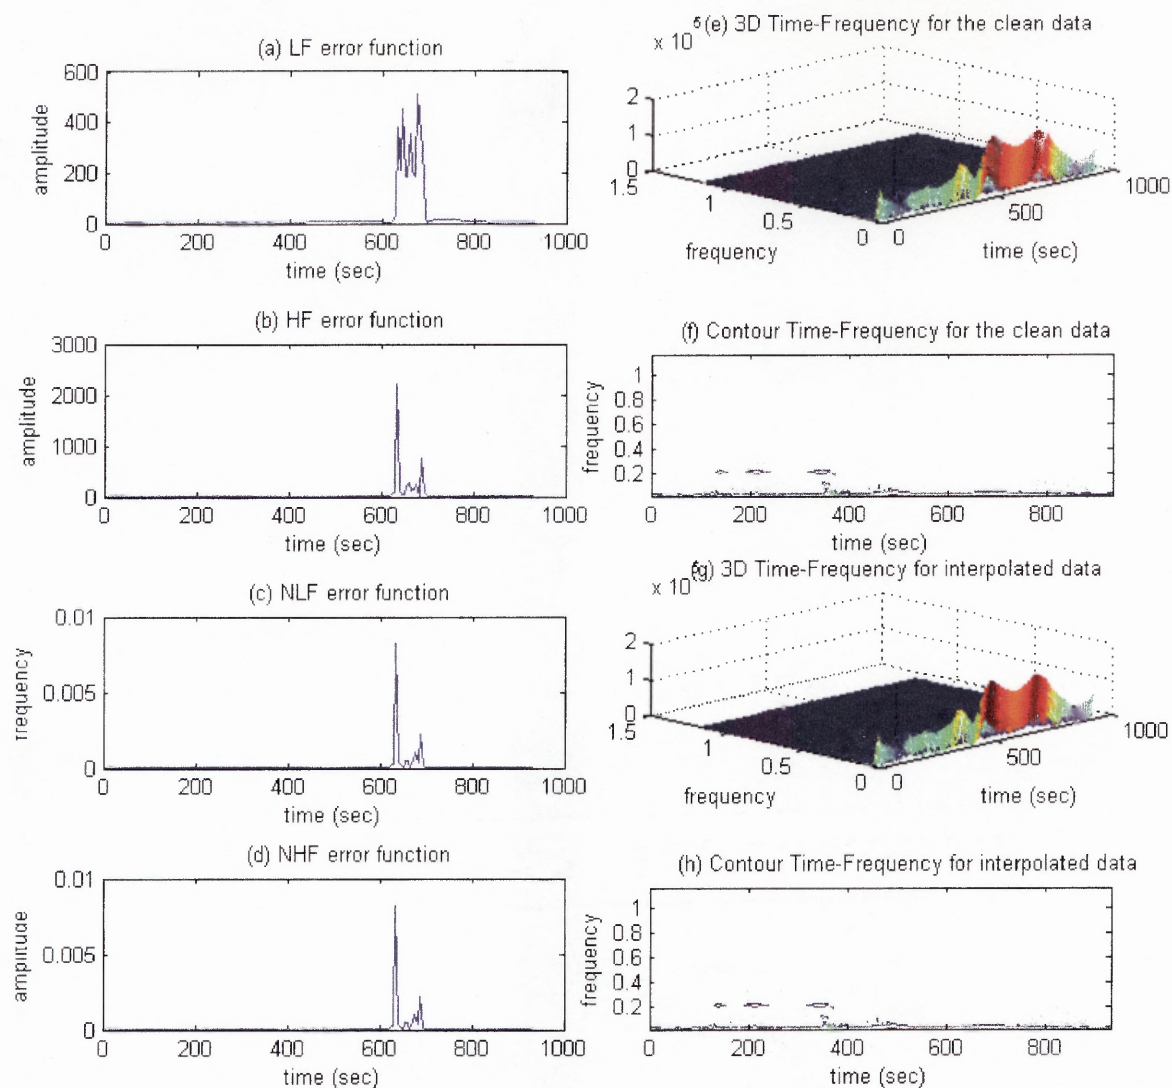 (a) LF error function
600
400
200
0
amplitude
0 200 400 600 800 1000
time (sec)
(b) HF error function
3000
2000
1000
0
amplitude
0 200 400 600 800 1000
time (sec)
(c) NLF error function
0.01
0.005
0
frequency
0 200 400 600 800 1000
time (sec)
(d) NHF error function
0.01
0.005
0
amplitude
0 200 400 600 800 1000
time (sec)
(e) 3D Time-Frequency for the clean data
x 10 5
2
1
0
1.5 1 0.5 0
0 500 1000
frequency
time (sec)
(f) Contour Time-Frequency for the clean data
1
0.8
0.6
0.4
0.2
frequency
0 200 400 600 800
time (sec)
(g) 3D Time-Frequency for interpolated data
x 10 5
2
1
0
1.5 1 0.5 0
0 500 1000
frequency
time (sec)
(h) Contour Time-Frequency for interpolated data
1
0.8
0.6
0.4
0.2
frequency
0 200 400 600 800
time (sec)